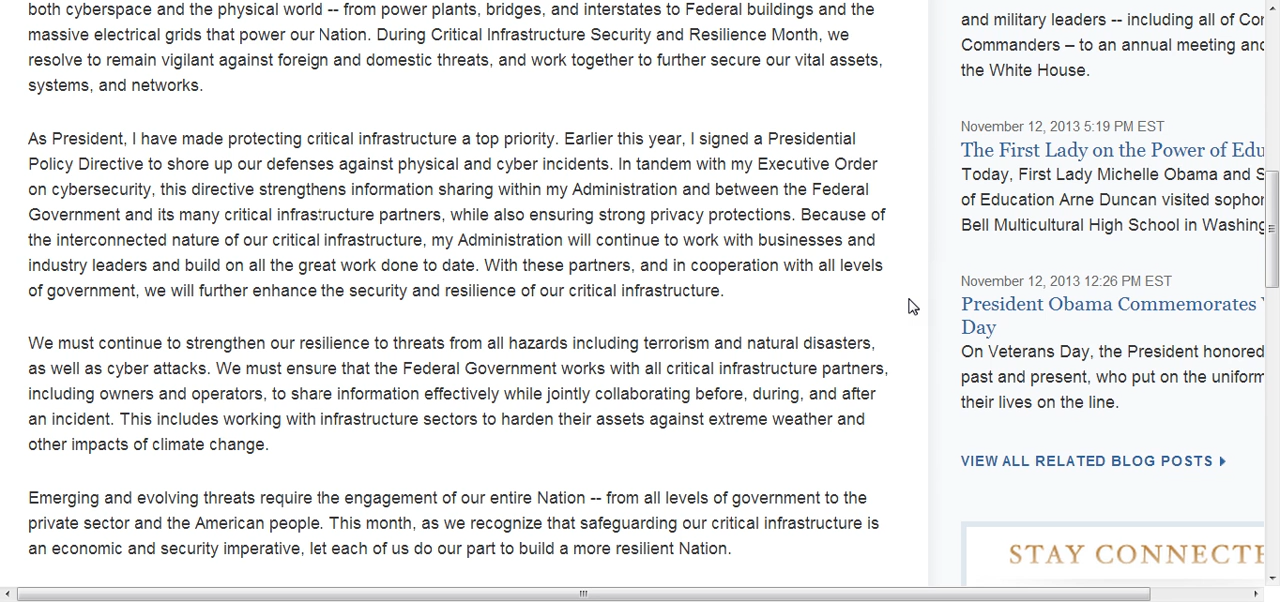 both cyberspace and the physical world -- from power plants, bridges, and interstates to Federal buildings and the
massive electrical grids that power our Nation. During Critical Infrastructure Security and Resilience Month, we
resolve to remain vigilant against foreign and domestic threats, and work together to further secure our vital assets,
systems, and networks.
As President, I have made protecting critical infrastructure a top priority. Earlier this year, I signed a Presidential
Policy Directive to shore up our defenses against physical and cyber incidents. In tandem with my Executive Order
on cybersecurity, this directive strengthens information sharing within my Administration and between the Federal
Government and its many critical infrastructure partners, while also ensuring strong privacy protections. Because of
the interconnected nature of our critical infrastructure, my Administration will continue to work with businesses and
industry leaders and build on all the great work done to date. With these partners, and in cooperation with all levels
of government, we will further enhance the security and resilience of our critical infrastructure.
We must continue to strengthen our resilience to threats from all hazards including terrorism and natural disasters,
as well as cyber attacks. We must ensure that the Federal Government works with all critical infrastructure partners,
including owners and operators, to share information effectively while jointly collaborating before, during, and after
an incident. This includes working with infrastructure sectors to harden their assets against extreme weather and
other impacts of climate change.
Emerging and evolving threats require the engagement of our entire Nation -- from all levels of government to the
private sector and the American people. This month, as we recognize that safeguarding our critical infrastructure is
an economic and security imperative, let each of us do our part to build a more resilient Nation.
and military leaders -- including all of Cor
Commanders – to an annual meeting and
the White House.
November 12, 2013 5:19 PM EST
The First Lady on the Power of Edu
Today, First Lady Michelle Obama and S
of Education Arne Duncan visited sophor
Bell Multicultural High School in Washing
November 12, 2013 12:26 PM EST
President Obama Commemorates
Day
On Veterans Day, the President honored
past and present, who put on the uniform
their lives on the line.
VIEW ALL RELATED BLOG POSTS
STAY CONNECTE